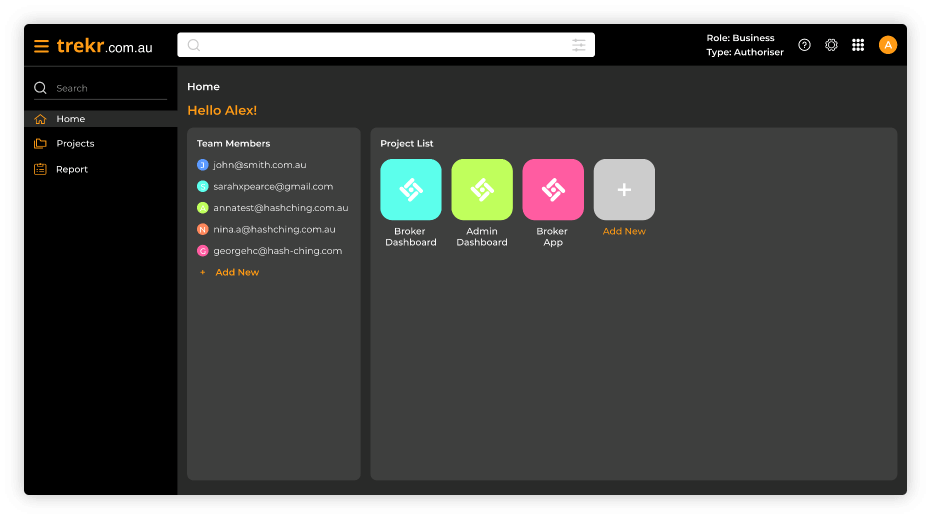 trekr.com.au
Role: Business
Type: Authoriser
?
A
Search
Home
Projects
Report
Home
Hello Alex!
Team Members
J john@smith.com.au
S sarahxpearce@gmail.com
A annatest@hashching.com.au
N nina.a@hashching.com.au
G georgehc@hash-ching.com
+ Add New
Project List
Broker
Dashboard
Admin
Dashboard
Broker
App
+
Add New